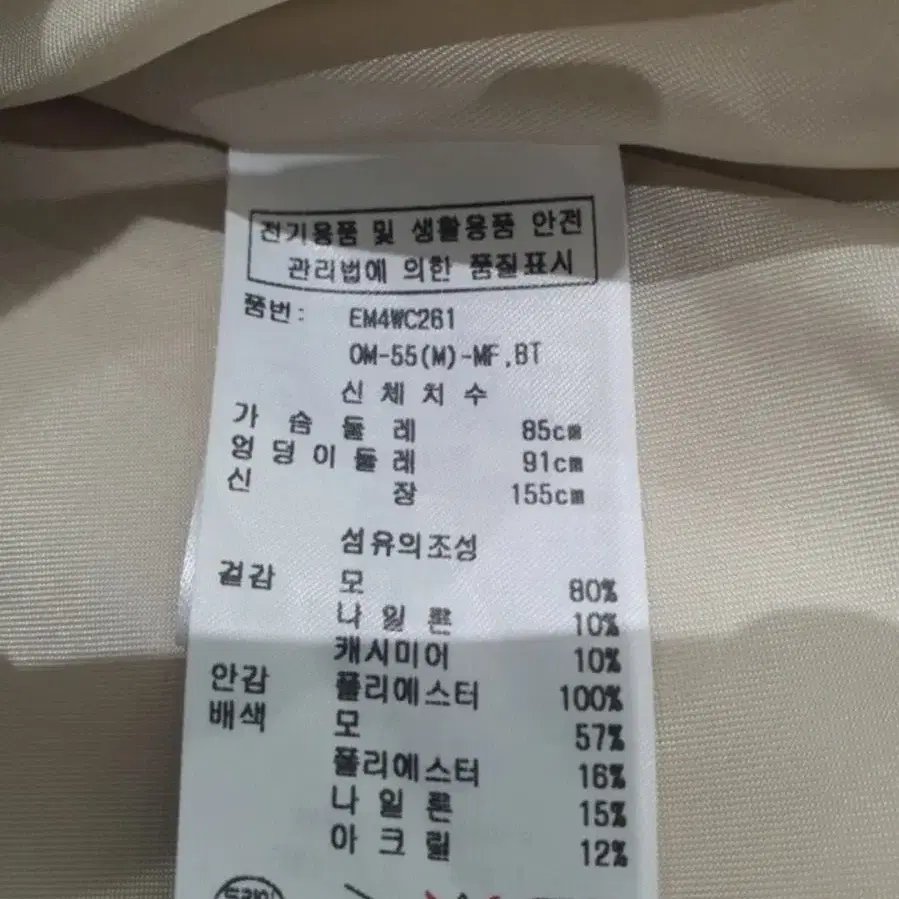 전기용품 및 생활용품 안전
관리법에 의한 품질표시
품번: EM4WC261
OM-55(M)-MF,BT
신체치수
가슴둘레 85cm
엉덩이둘레 91cm
신장 155cm
섬유의조성
겉감 모 80%
나일론 10%
캐시미어 10%
안감 폴리에스터 100%
배색 모 57%
폴리에스터 16%
나일론 15%
아크릴 12%
드라이